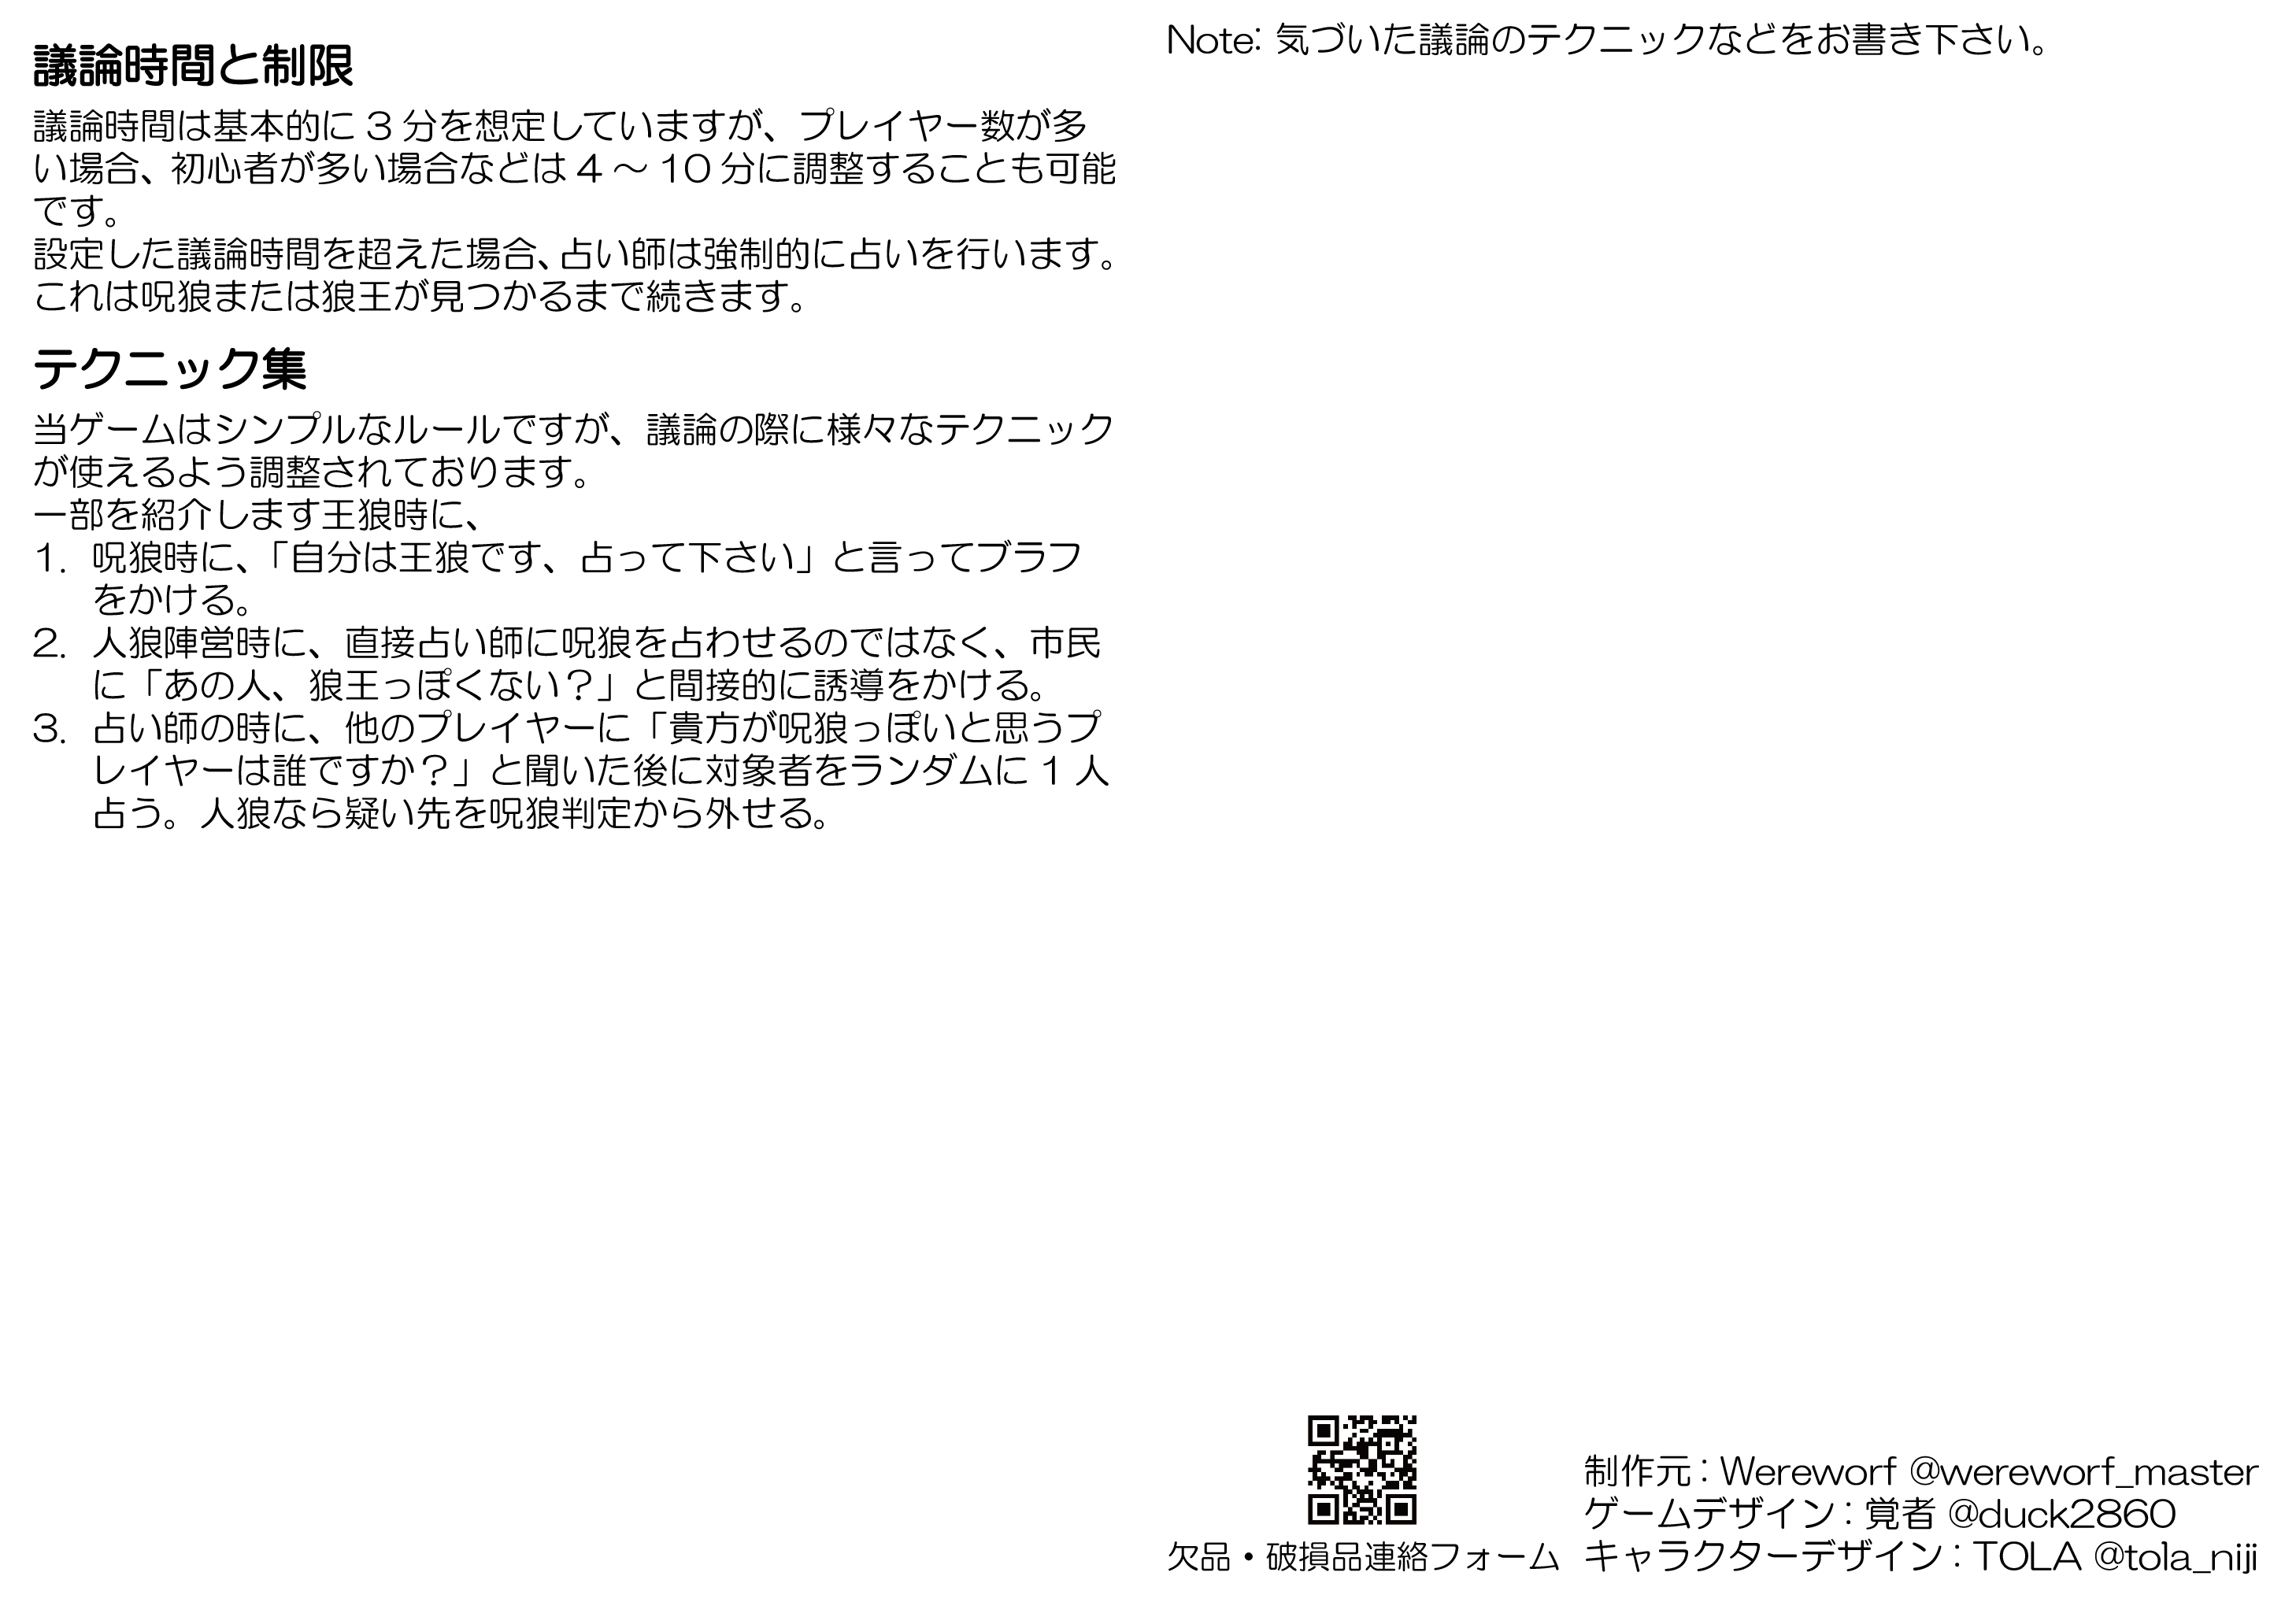 議論時間と制限
議論時間は基本的に 3 分を想定していますが、プレイヤー数が多
い場合、初心者が多い場合などは 4 ～ 10 分に調整することも可能
です。
設定した議論時間を超えた場合、占い師は強制的に占いを行います。
これは呪狼または狼王が見つかるまで続きます。
テクニック集
当ゲームはシンプルなルールですが、議論の際に様々なテクニック
が使えるよう調整されております。
一部を紹介します王狼時に、
1. 呪狼時に、「自分は王狼です、占って下さい」と言ってブラフ
をかける。
2. 人狼陣営時に、直接占い師に呪狼を占わせるのではなく、市民
に「あの人、狼王っぽくない？」と間接的に誘導をかける。
3. 占い師の時に、他のプレイヤーに「貴方が呪狼っぽいと思うプ
レイヤーは誰ですか？」と聞いた後に対象者をランダムに 1 人
占う。人狼なら疑い先を呪狼判定から外せる。
Note: 気づいた議論のテクニックなどをお書き下さい。
欠品・破損品連絡フォーム
制作元：Wereworf @wereworf_master
ゲームデザイン：覚者 @duck2860
キャラクターデザイン：TOLA @tola_niji